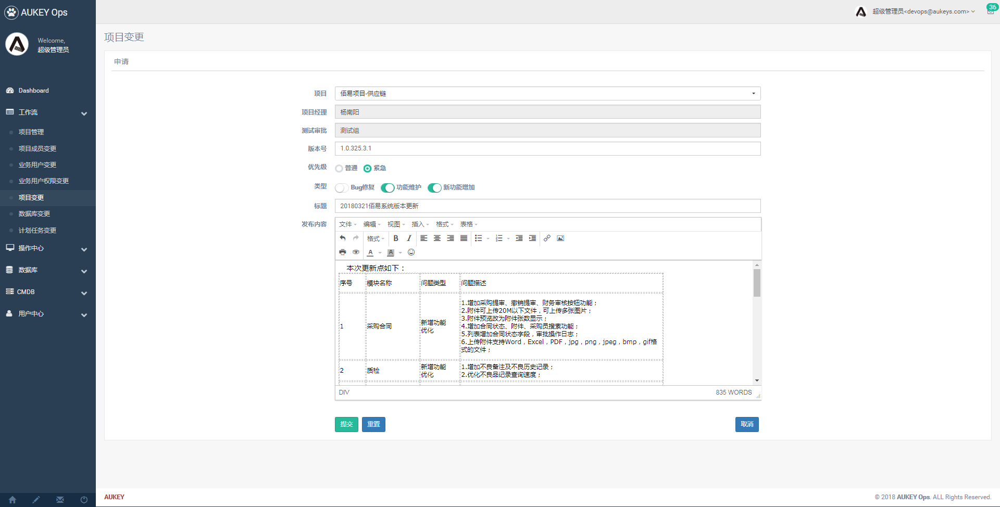 AUKEY Ops
超级管理员<devops@aukeys.com>
36
Welcome,
超级管理员
Dashboard
工作流
项目管理
项目成员变更
业务用户变更
业务用户权限变更
项目变更
数据库变更
计划任务变更
操作中心
数据库
CMDB
用户中心
项目变更
申请
项目 佰易项目-供应链
项目经理 杨南阳
测试审批 测试组
版本号 1.0.325.3.1
优先级 普通 紧急
类型 Bug修复 功能维护 新功能增加
标题 20180321佰易系统版本更新
发布内容
文件 编辑 视图 插入 格式 表格
格式 B I
A A
本次更新点如下：
序号 模块名称 问题类型 问题描述
1 采购合同 新增功能优化
1.增加采购提审、撤销提审、财务审核按钮功能；
2.附件可上传20M以下文件，可上传多张图片；
3.附件预览改为附件张数显示；
4.增加合同状态、附件、采购员搜索功能；
5.列表增加合同状态字段，审批操作日志；
6.上传附件支持Word，Excel，PDF，jpg，png，jpeg，bmp，gif格
式的文件；
2 质检 新增功能优化
1.增加不良备注及不良历史记录；
2.优化不良品记录查询速度；
DIV 835 WORDS
提交 重置 取消
AUKEY
© 2018 AUKEY Ops. ALL Rights Reserved.